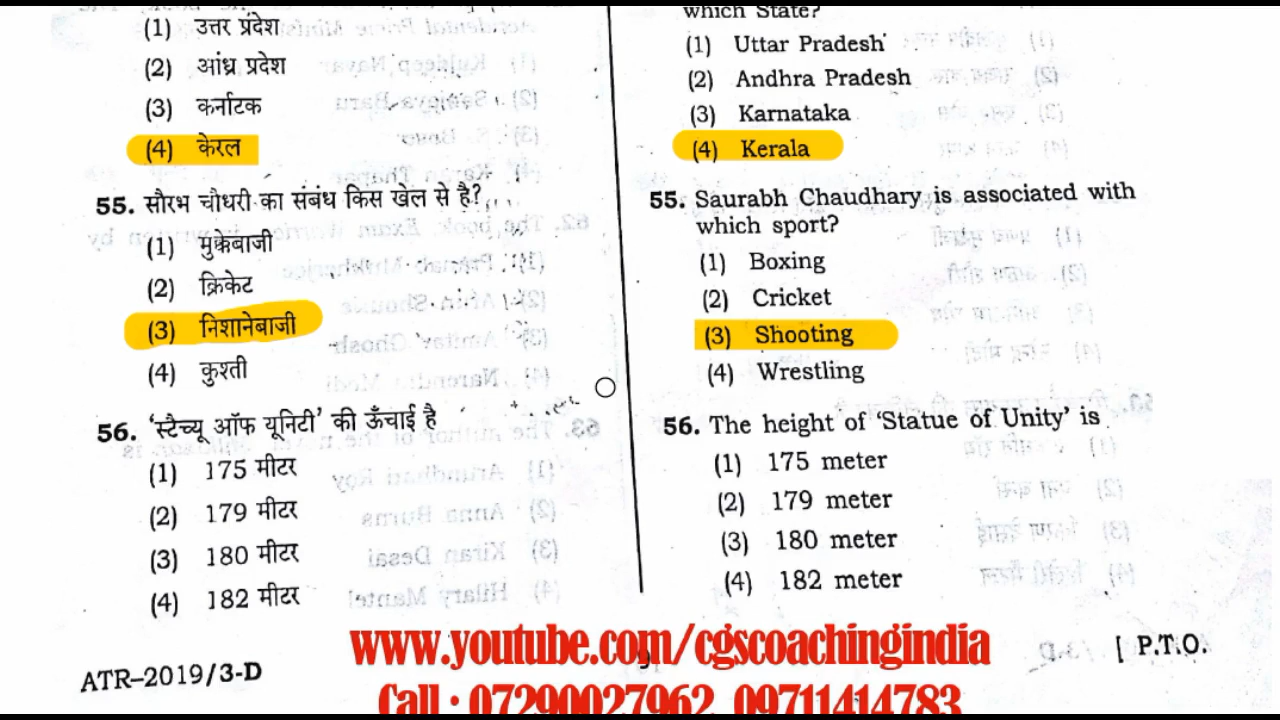 (1) उत्तर प्रदेश
(2) आंध्र प्रदेश
(3) कर्नाटक
(4) केरल
55. सौरभ चौधरी का संबंध किस खेल से है?
(1) मुक्केबाजी
(2) क्रिकेट
(3) निशानेबाजी
(4) कुश्ती
56. 'स्टैच्यू ऑफ यूनिटी' की ऊँचाई है
(1) 175 मीटर
(2) 179 मीटर
(3) 180 मीटर
(4) 182 मीटर
which State?
(1) Uttar Pradesh
(2) Andhra Pradesh
(3) Karnataka
(4) Kerala
55. Saurabh Chaudhary is associated with
which sport?
(1) Boxing
(2) Cricket
(3) Shooting
(4) Wrestling
56. The height of 'Statue of Unity' is
(1) 175 meter
(2) 179 meter
(3) 180 meter
(4) 182 meter
www.youtube.com/cgscoachingindia
ATR–2019/3-D
9
[ P.T.O.
Call : 07290027962, 09711414783